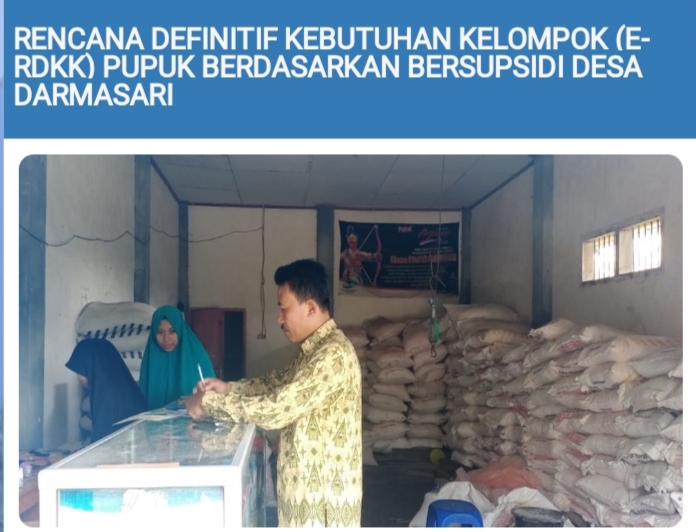 RENCANA DEFINITIF KEBUTUHAN KELOMPOK (E-
RDKK) PUPUK BERDASARKAN BERSUPSIDI DESA
DARMASARI